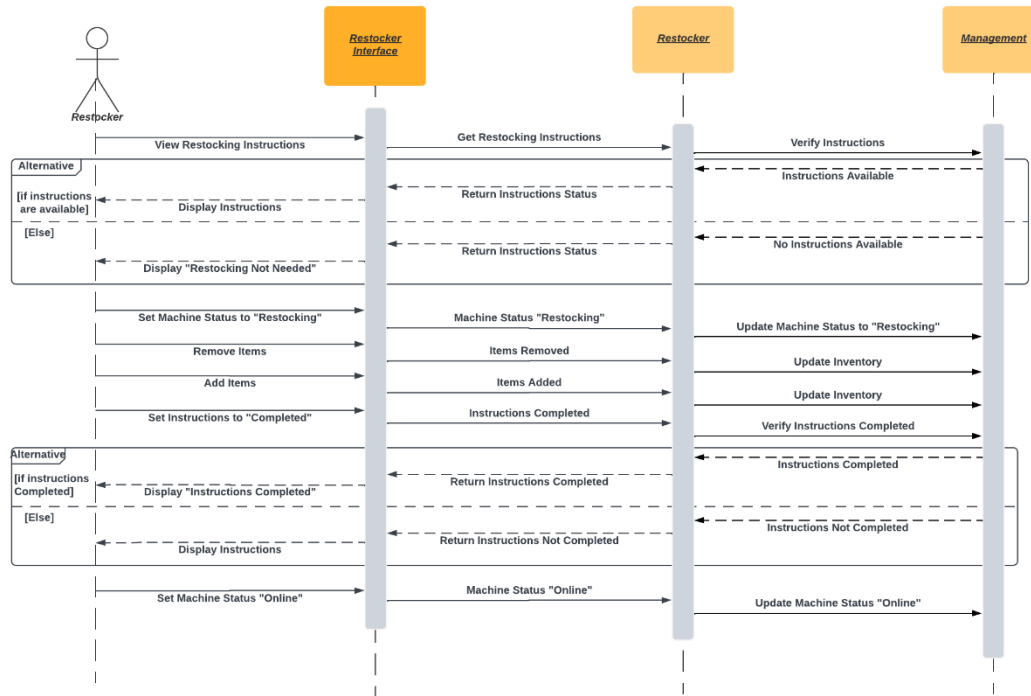 Restocker
Interface
Restocker
Management
Restocker
View Restocking Instructions
Get Restocking Instructions
Verify Instructions
Alternative
[if instructions
are available]
Instructions Available
Return Instructions Status
Display Instructions
[Else]
No Instructions Available
Return Instructions Status
Display "Restocking Not Needed"
Set Machine Status to "Restocking"
Machine Status "Restocking"
Update Machine Status to "Restocking"
Remove Items
Items Removed
Update Inventory
Add Items
Items Added
Update Inventory
Set Instructions to "Completed"
Instructions Completed
Verify Instructions Completed
Alternative
[if instructions
Completed]
Instructions Completed
Return Instructions Completed
Display "Instructions Completed"
[Else]
Instructions Not Completed
Return Instructions Not Completed
Display Instructions
Set Machine Status "Online"
Machine Status "Online"
Update Machine Status "Online"